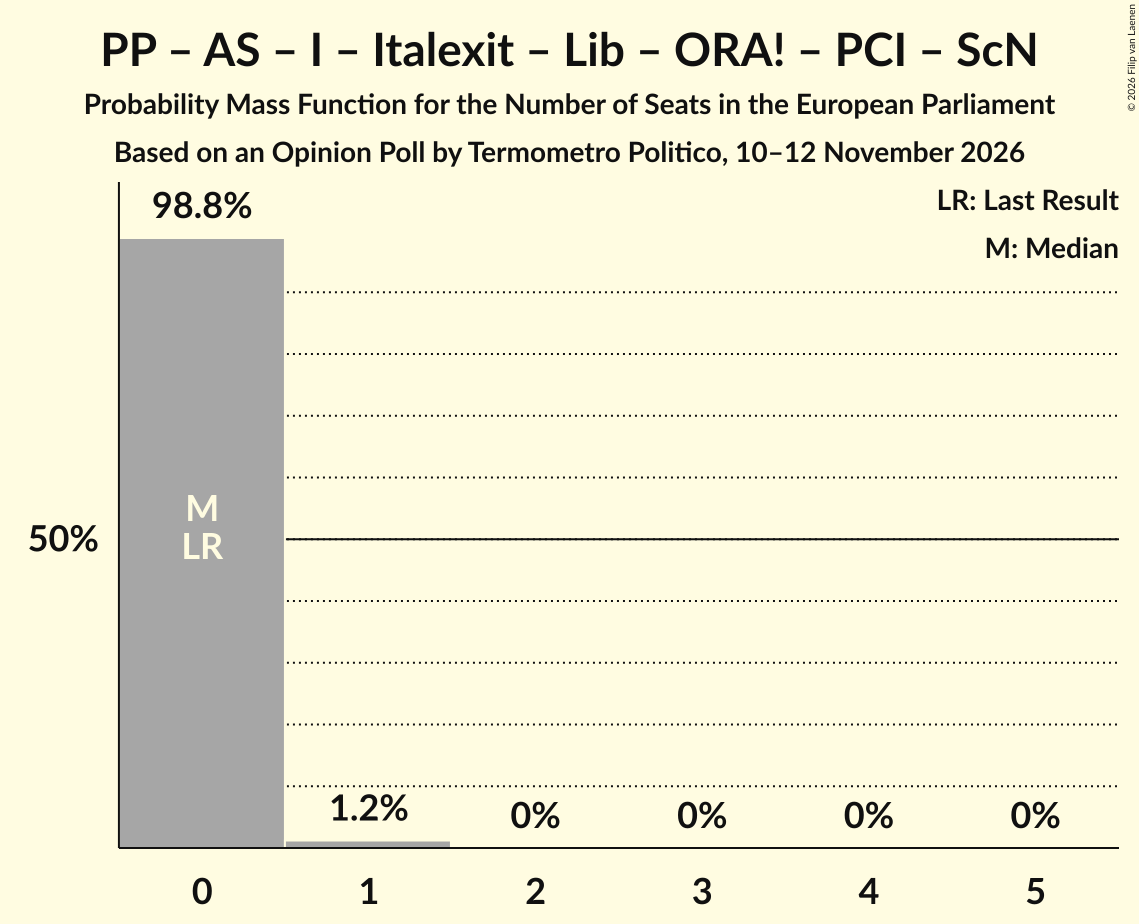 PP – AS – I – Italexit – Lib – ORA! – PCI – ScN
Probability Mass Function for the Number of Seats in the European Parliament
Based on an Opinion Poll by Termometro Politico, 10–12 November 2026
© 2026 Filip van Laenen
LR: Last Result
M: Median
98.8%
M
LR
50%
1.2%
0%
0%
0%
0%
0
1
2
3
4
5